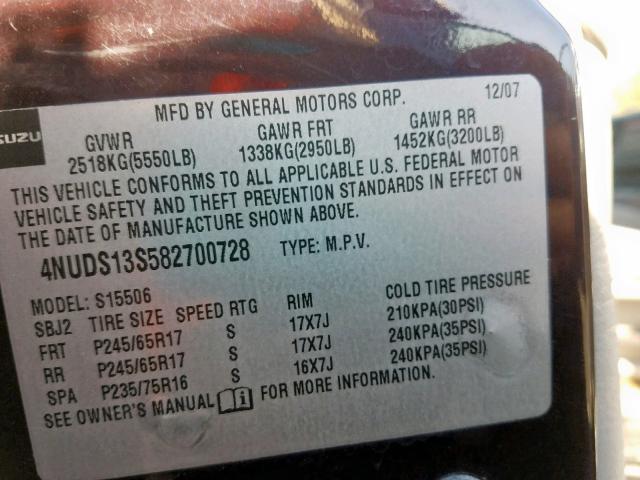 MFD BY GENERAL MOTORS CORP. 12/07
SUZU
GVWR GAWR FRT GAWR RR
2518KG(5550LB) 1338KG(2950LB) 1452KG(3200LB)
THIS VEHICLE CONFORMS TO ALL APPLICABLE U.S. FEDERAL MOTOR
VEHICLE SAFETY AND THEFT PREVENTION STANDARDS IN EFFECT ON
THE DATE OF MANUFACTURE SHOWN ABOVE.
4NUDS13S582700728 TYPE: M.P.V.
MODEL: S15506
SBJ2 TIRE SIZE SPEED RTG RIM COLD TIRE PRESSURE
FRT P245/65R17 S 17X7J 210KPA(30PSI)
RR P245/65R17 S 17X7J 240KPA(35PSI)
SPA P235/75R16 S 16X7J 240KPA(35PSI)
SEE OWNER'S MANUAL FOR MORE INFORMATION.